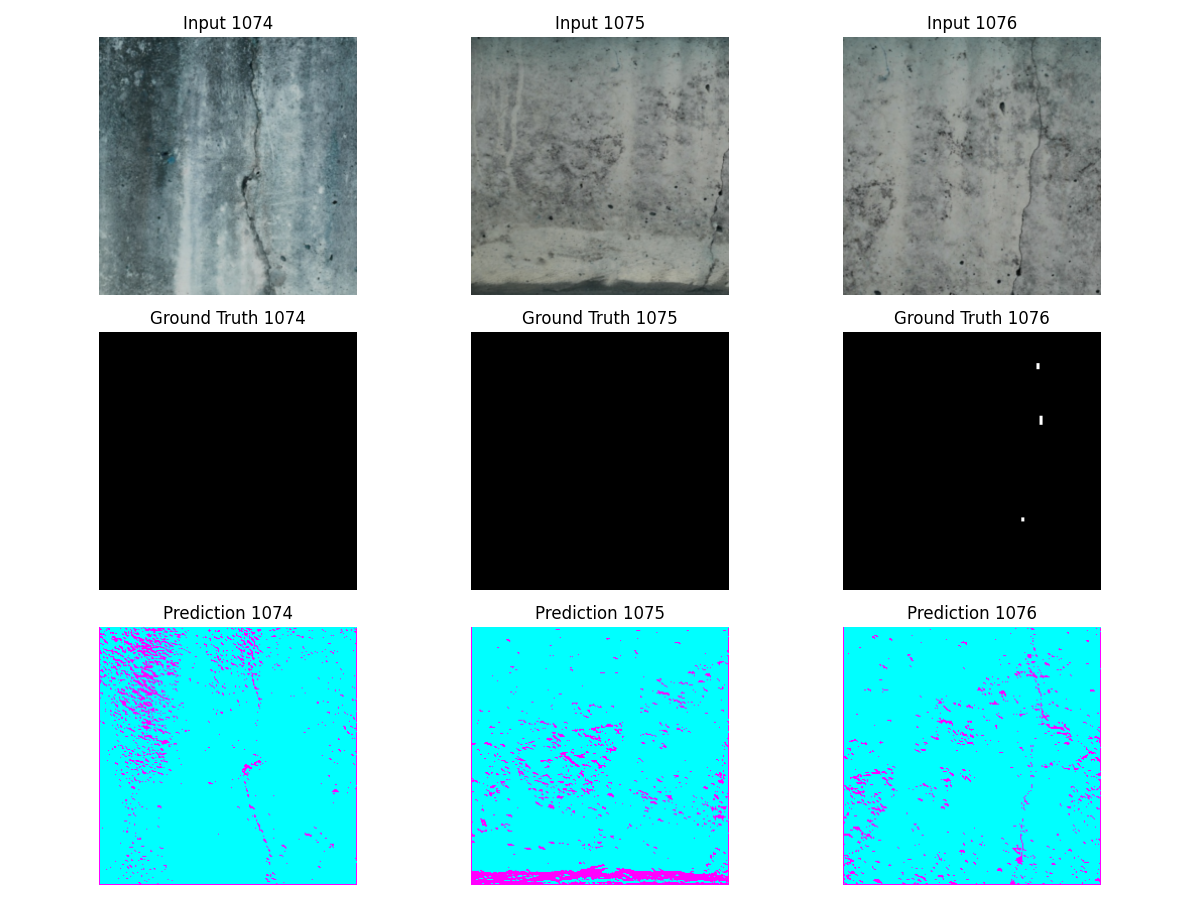 Input 1074
Input 1075
Input 1076
Ground Truth 1074
Ground Truth 1075
Ground Truth 1076
Prediction 1074
Prediction 1075
Prediction 1076